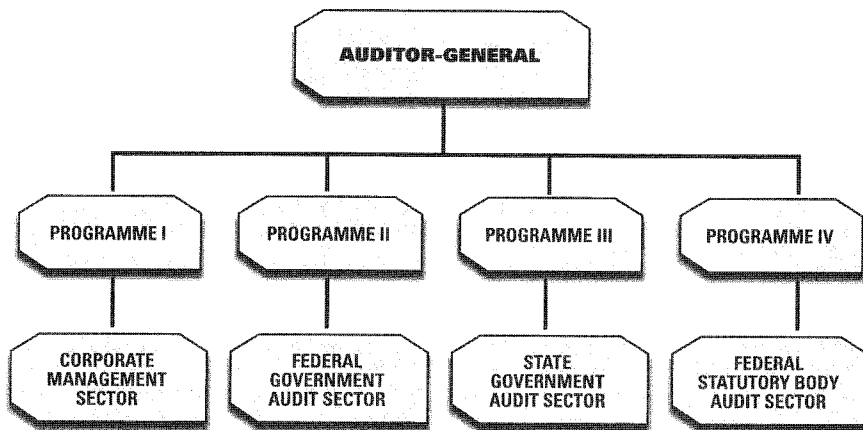 AUDITOR-GENERAL
PROGRAMME I
PROGRAMME II
PROGRAMME III
PROGRAMME IV
CORPORATE
MANAGEMENT
SECTOR
FEDERAL
GOVERNMENT
AUDIT SECTOR
STATE
GOVERNMENT
AUDIT SECTOR
FEDERAL
STATUTORY BODY
AUDIT SECTOR